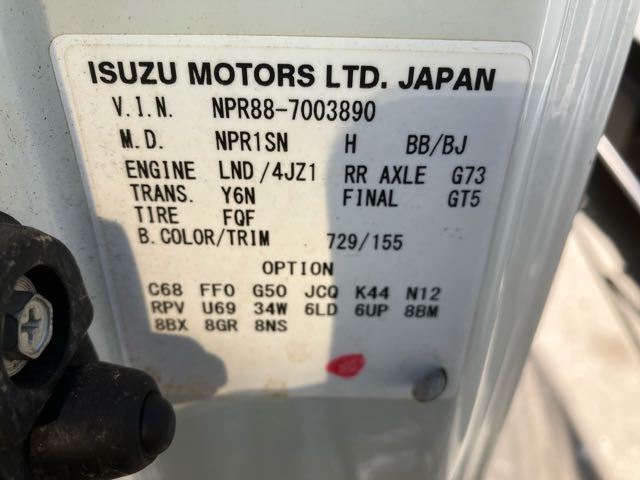 ISUZU MOTORS LTD. JAPAN
V.I.N. NPR88-7003890
M.D. NPR1SN H BB/BJ
ENGINE LND/4JZ1 RR AXLE G73
TRANS. Y6N FINAL GT5
TIRE FQF
B.COLOR/TRIM 729/155
OPTION
C68 FF0 G50 JCQ K44 N12
RPV U69 34W 6LD 6UP 8BM
8BX 8GR 8NS